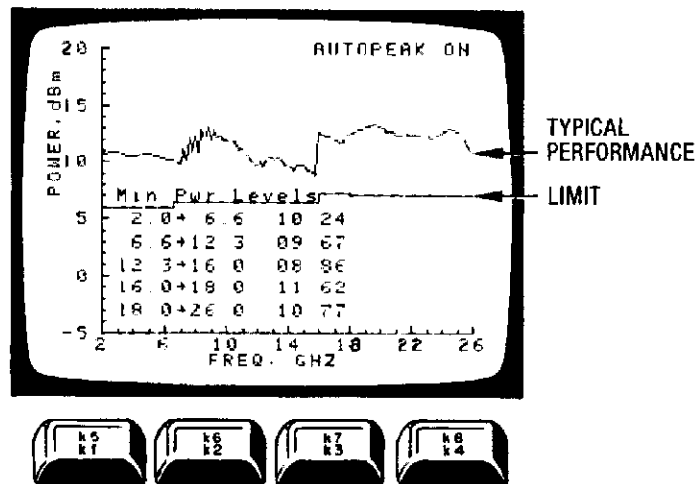 20
AUTOPEAK ON
15
POWER, dBm
10
TYPICAL
PERFORMANCE
LIMIT
Min Pwr Levels
5
2.0→ 6.6 10 24
6.6→12 3 09 67
0
12 3→16 0 08 86
16.0→18 0 11 62
18 0→26 0 10 77
-5
2 6 10 14 18 22 26
FREQ. GHZ
k5 k6 k7 k8
k1 k2 k3 k4